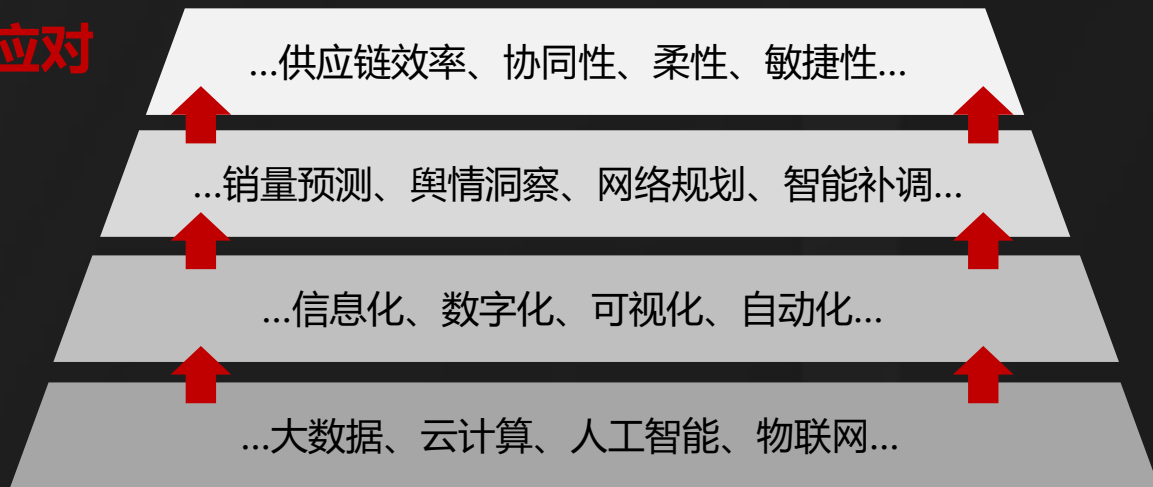 应对
…供应链效率、协同性、柔性、敏捷性…
…销量预测、舆情洞察、网络规划、智能补调…
…信息化、数字化、可视化、自动化…
…大数据、云计算、人工智能、物联网…